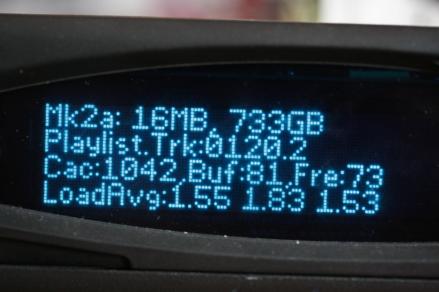 Mk2a: 16MB, 733GB
Playlist.Trk:0120.2
Cac:1042,Buf:81,Fre:73
LoadAvg:1.55 1.83 1.53